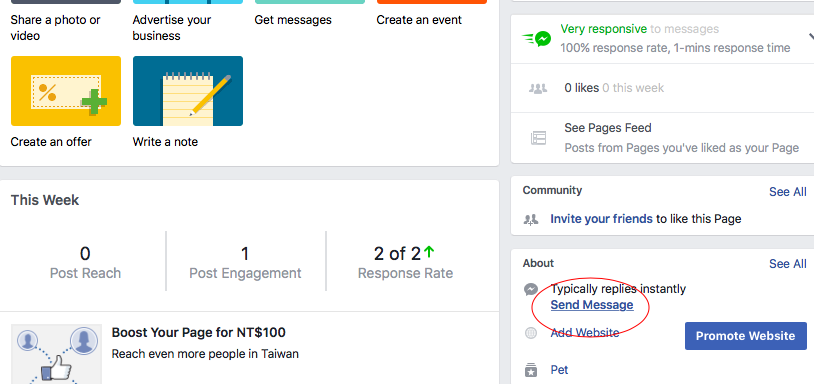 Share a photo or
video
Advertise your
business
Get messages
Create an event
Create an offer
Write a note
This Week
0
Post Reach
1
Post Engagement
2 of 2
Response Rate
Boost Your Page for NT$100
Reach even more people in Taiwan
Very responsive to messages
100% response rate, 1-mins response time
0 likes 0 this week
See Pages Feed
Posts from Pages you've liked as your Page
Community
See All
Invite your friends to like this Page
About
See All
Typically replies instantly
Send Message
Add Website
Promote Website
Pet